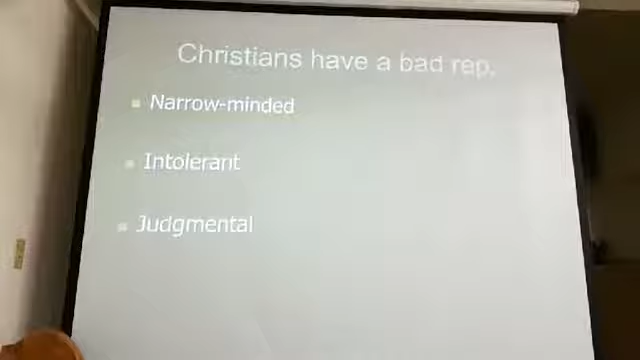 Christians have a bad rep.
Narrow-minded
Intolerant
Judgmental